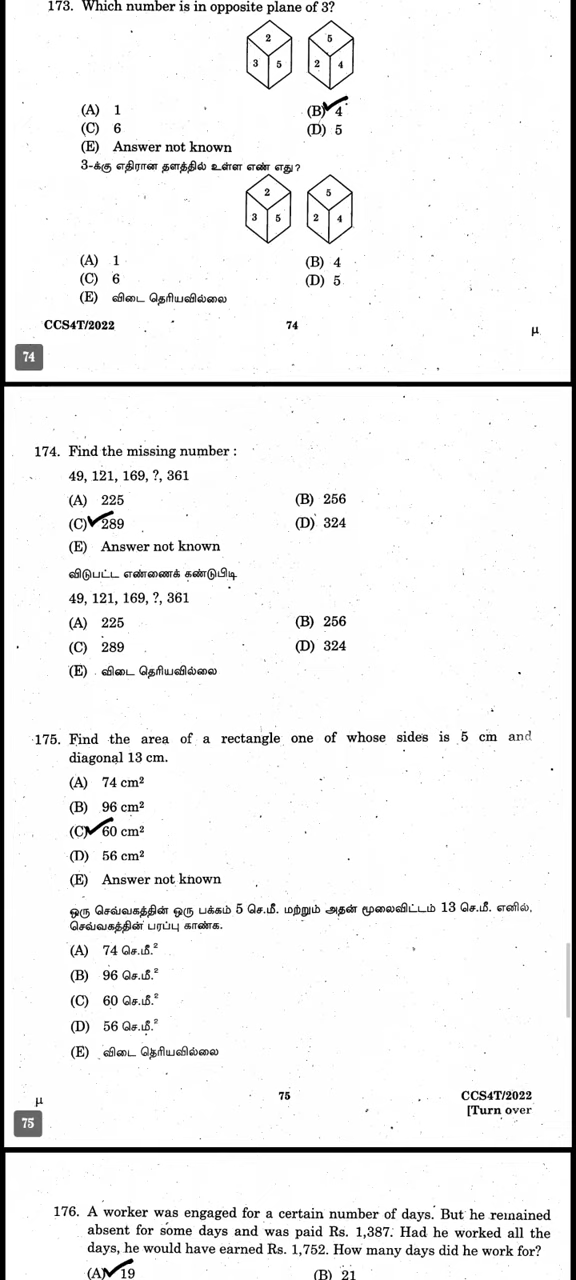 173. Which number is in opposite plane of 3?
2
3 5
5
2 4
(A) 1
(B) 4
(C) 6
(D) 5
(E) Answer not known
3-க்கு எதிரான தளத்தில் உள்ள எண் எது?
2
3 5
5
2 4
(A) 1
(B) 4
(C) 6
(D) 5
(E) விடை தெரியவில்லை
CCS4T/2022 74 μ
74
174. Find the missing number :
49, 121, 169, ?, 361
(A) 225
(B) 256
(C) 289
(D) 324
(E) Answer not known
விடுபட்ட எண்ணைக் கண்டுபிடி
49, 121, 169, ?, 361
(A) 225
(B) 256
(C) 289
(D) 324
(E) விடை தெரியவில்லை
175. Find the area of a rectangle one of whose sides is 5 cm and
diagonal 13 cm.
(A) 74 cm²
(B) 96 cm²
(C) 60 cm²
(D) 56 cm²
(E) Answer not known
ஒரு செவ்வகத்தின் ஒரு பக்கம் 5 செ.மீ. மற்றும் அதன் மூலைவிட்டம் 13 செ.மீ. எனில்,
செவ்வகத்தின் பரப்பு காண்க.
(A) 74 செ.மீ.²
(B) 96 செ.மீ.²
(C) 60 செ.மீ.²
(D) 56 செ.மீ.²
(E) விடை தெரியவில்லை
μ 75 CCS4T/2022
75
[Turn over
176. A worker was engaged for a certain number of days. But he remained
absent for some days and was paid Rs. 1,387. Had he worked all the
days, he would have earned Rs. 1,752. How many days did he work for?
(A) 19
(B) 21